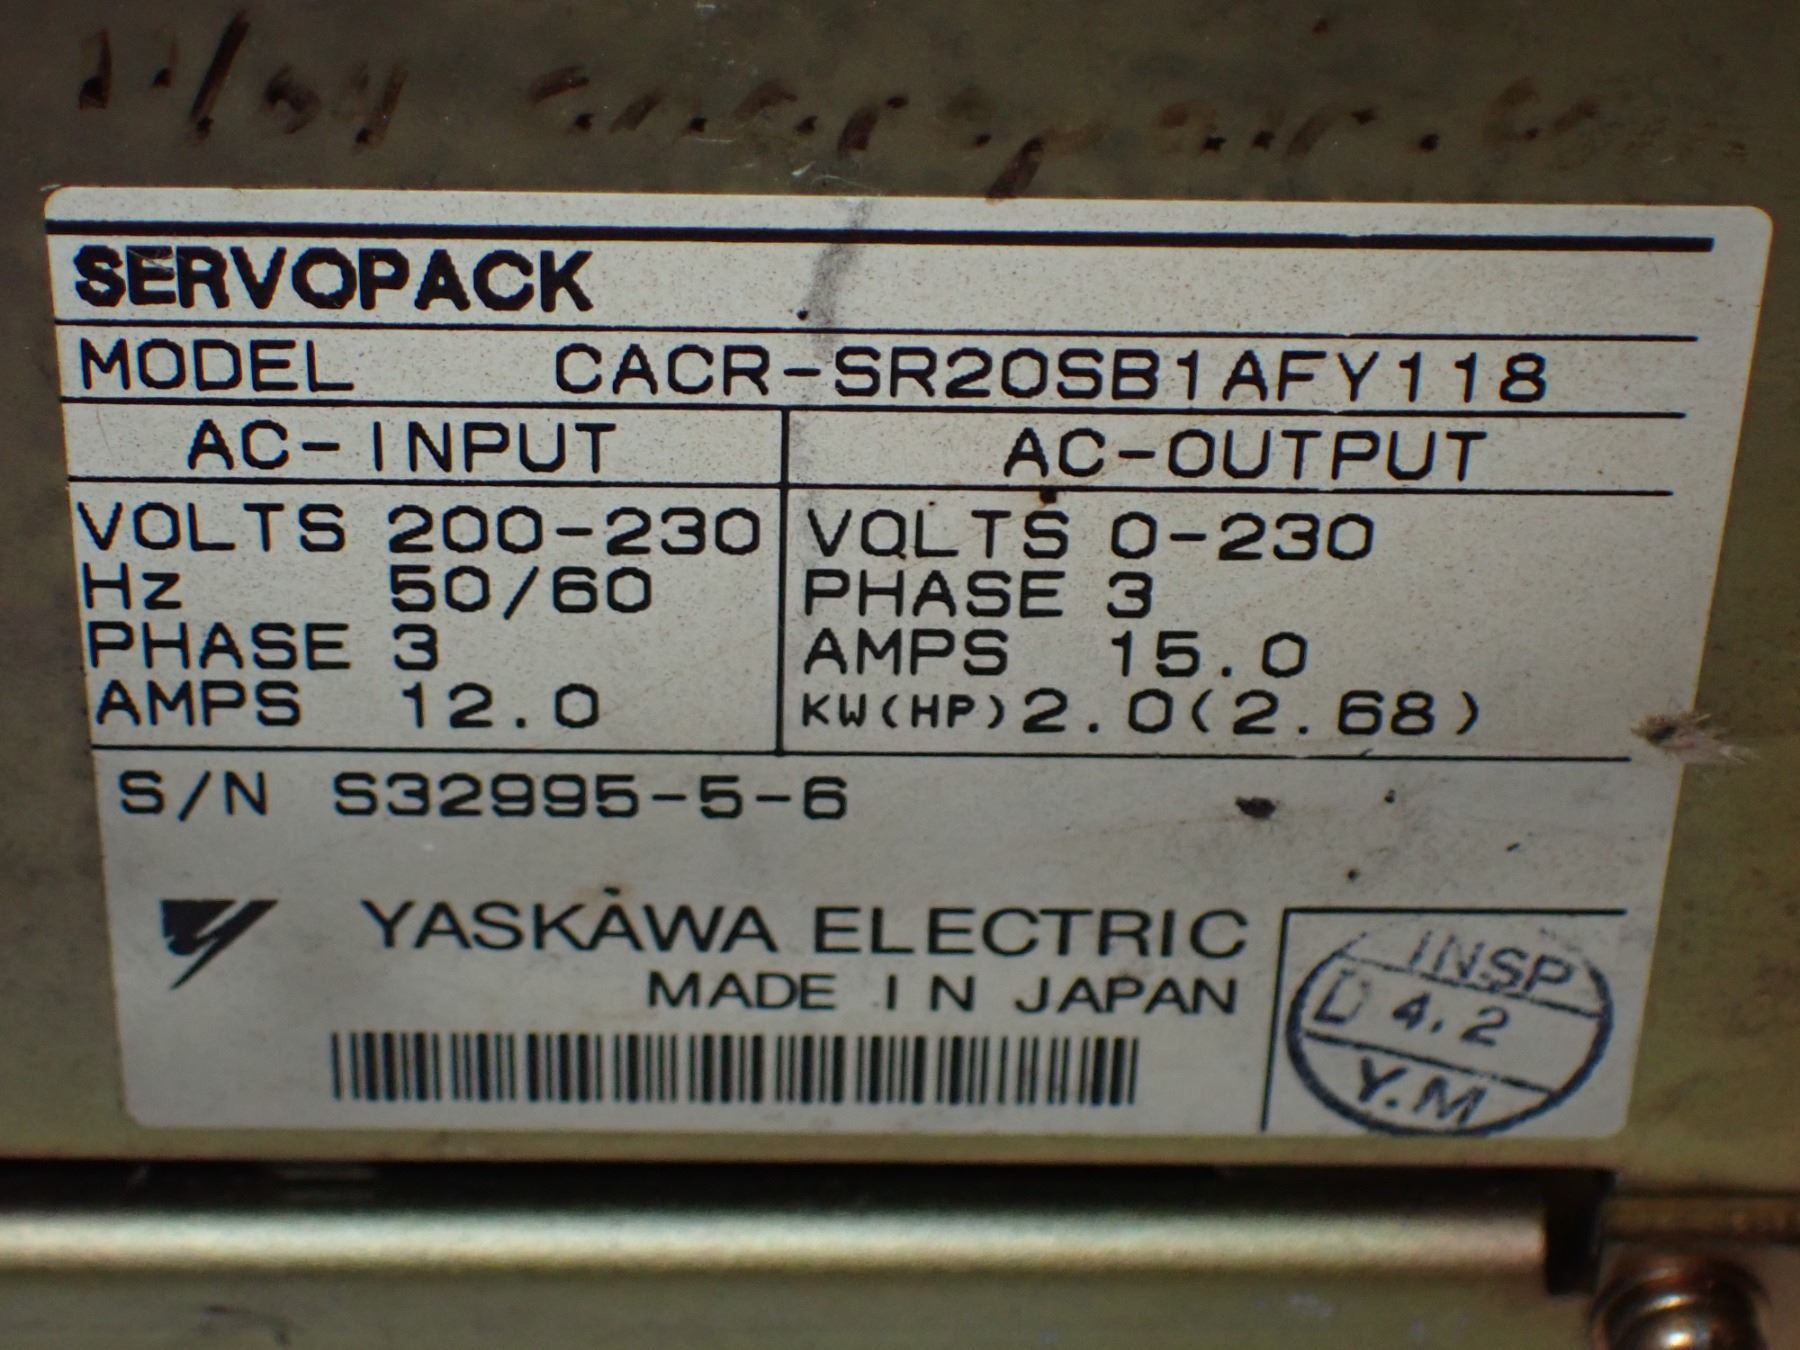 SERVOPACK
MODEL CACR-SR20SB1AFY118
AC-INPUT AC-OUTPUT
VOLTS 200-230 VOLTS 0-230
Hz 50/60 PHASE 3
PHASE 3 AMPS 15.0
AMPS 12.0 KW(HP) 2.0(2.68)
S/N S32995-5-6
YASKAWA ELECTRIC
MADE IN JAPAN
INSP
4.2
Y.M